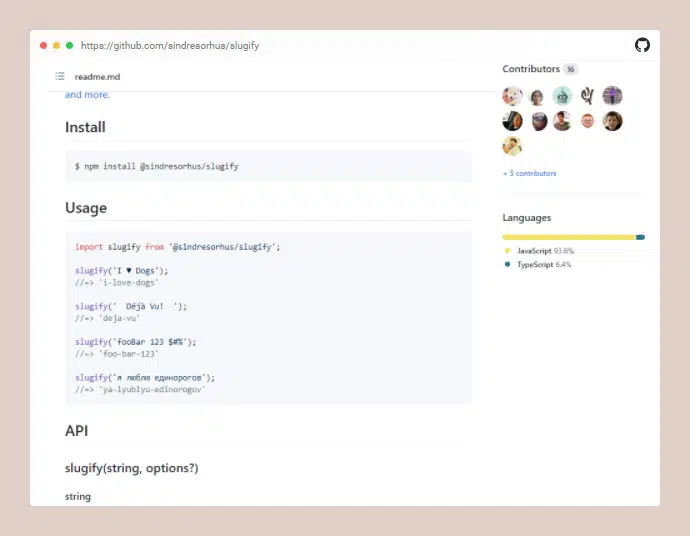 https://github.com/sindresorhus/slugify
readme.md
and more.
Install
$ npm install @sindresorhus/slugify
Usage
import slugify from '@sindresorhus/slugify';
slugify('I ♥ Dogs');
//=> 'i-love-dogs'
slugify('  Déjà Vu!  ');
//=> 'deja-vu'
slugify('fooBar 123 $#%');
//=> 'foo-bar-123'
slugify('я люблю единорогов');
//=> 'ya-lyublyu-edinorogov'
API
slugify(string, options?)
string
Contributors 16
+ 5 contributors
Languages
JavaScript 93.6%
TypeScript 6.4%